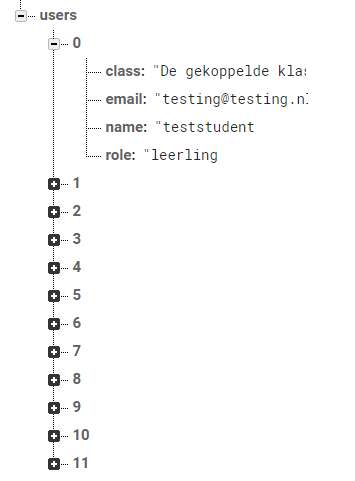 users
0
class: "De gekoppelde klas
email: "testing@testing.nl
name: "teststudent
role: "leerling
1
2
3
4
5
6
7
8
9
10
11